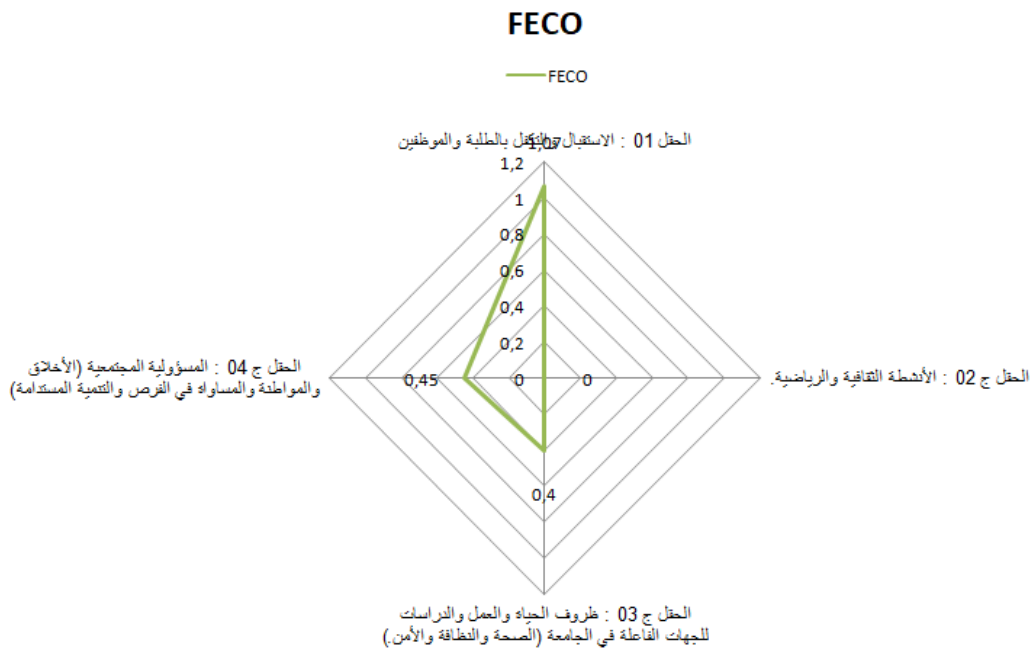 FECO
FECO
الحقل 01 : الاستقبال والتكفل بالطلبة والموظفين
1,07
1,2
1
0,8
0,6
0,4
0,2
0
0
0,45
0,4
الحقل ج 02 : الأنشطة الثقافية والرياضية.
الحقل ج 04 : المسؤولية المجتمعية (الأخلاق
والمواطنة والمساواة في الفرص والتنمية المستدامة)
الحقل ج 03 : ظروف الحياة والعمل والدراسات
للجهات الفاعلة في الجامعة (الصحة والنظافة والأمن.)